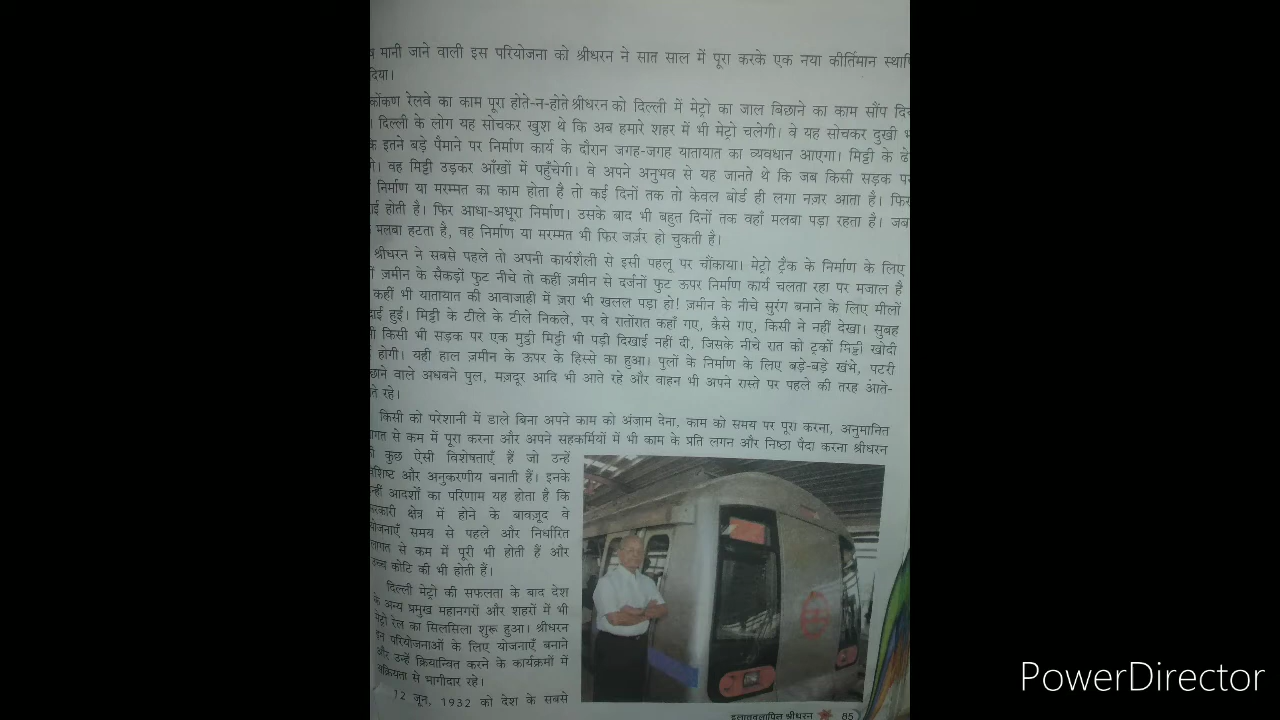 मानी जाने वाली इस परियोजना को श्रीधरन ने सात साल में पूरा करके एक नया कीर्तिमान
दिया।
कोंकण रेलवे का काम पूरा होते-न-होते श्रीधरन को दिल्ली में मेट्रो का जाल बिछाने का काम सौंप
दिल्ली के लोग यह सोचकर खुश थे कि अब हमारे शहर में भी मेट्रो चलेगी। वे यह सोचकर दुखी
इतने बड़े पैमाने पर निर्माण कार्य के दौरान जगह-जगह यातायात का व्यवधान आएगा। मिट्टी के
वह मिट्टी उड़कर आँखों में पहुँचेगी। वे अपने अनुभव से यह जानते थे कि जब किसी सड़क
निर्माण या मरम्मत का काम होता है तो कई दिनों तक तो केवल बोर्ड ही लगा नज़र आता है।
होती है। फिर आधा-अधूरा निर्माण। उसके बाद भी बहुत दिनों तक वहाँ मलबा पड़ा रहता है। जब
मलबा हटता है, वह निर्माण या मरम्मत भी फिर जर्ज़र हो चुकती है।
श्रीधरन ने सबसे पहले तो अपनी कार्यशैली से इसी पहलू पर चौंकाया। मेट्रो ट्रैक के निर्माण के लिए
ज़मीन के सैकड़ों फुट नीचे तो कहीं ज़मीन से दर्जनों फुट ऊपर निर्माण कार्य चलता रहा पर मजाल है
कहीं भी यातायात की आवाजाही में ज़रा भी खलल पड़ा हो! ज़मीन के नीचे सुरंग बनाने के लिए मीलों
हुई। मिट्टी के टीले के टीले निकले, पर वे रातोंरात कहाँ गए, कैसे गए, किसी ने नहीं देखा। सुबह
किसी भी सड़क पर एक मुट्ठी मिट्टी भी पड़ी दिखाई नहीं दी, जिसके नीचे रात को ट्रकों मिट्टी खोदी
होगी। यही हाल ज़मीन के ऊपर के हिस्से का हुआ। पुलों के निर्माण के लिए बड़े-बड़े खंभे, पटरी
वाले अधबने पुल, मज़दूर आदि भी आते रहे और वाहन भी अपने रास्ते पर पहले की तरह आते-
रहे।
किसी को परेशानी में डाले बिना अपने काम को अंजाम देना, काम को समय पर पूरा करना, अनुमानित
से कम में पूरा करना और अपने सहकर्मियों में भी काम के प्रति लगन और निष्ठा पैदा करना श्रीधरन
कुछ ऐसी विशेषताएँ हैं जो उन्हें
और अनुकरणीय बनाती हैं। इनके
आदर्शों का परिणाम यह होता है कि
क्षेत्र में होने के बावजूद वे
समय से पहले और निर्धारित
से कम में पूरी भी होती हैं और
उच्च कोटि की भी होती हैं।
दिल्ली मेट्रो की सफलता के बाद देश
के अन्य प्रमुख महानगरों और शहरों में भी
मेट्रो रेल का सिलसिला शुरू हुआ। श्रीधरन
इन परियोजनाओं के लिए योजनाएँ बनाने
और उन्हें क्रियान्वित करने के कार्यक्रमों में
सक्रियता से भागीदार रहे।
12 जून, 1932 को देश के सबसे
श्रीधरन 85
PowerDirector